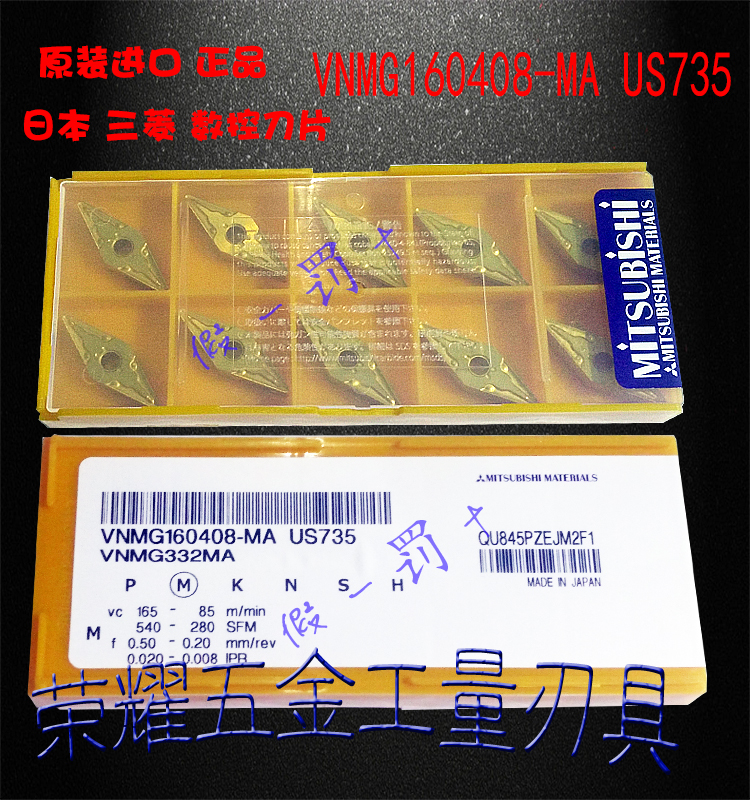 原装进口 正品
VNMG160408-MA US735
日本 三菱 数控刀片
MITSUBISHI
MITSUBISHI MATERIALS
假一罚十
MITSUBISHI MATERIALS
VNMG160408-MA US735
VNMG332MA
QU845PZEJM2F1
MADE IN JAPAN
P M K N S H
M
vc 165 - 85 m/min
540 - 280 SFM
f 0.50 - 0.20 mm/rev
0.020 - 0.008 IPR
假一罚十
荣耀五金工量刃具